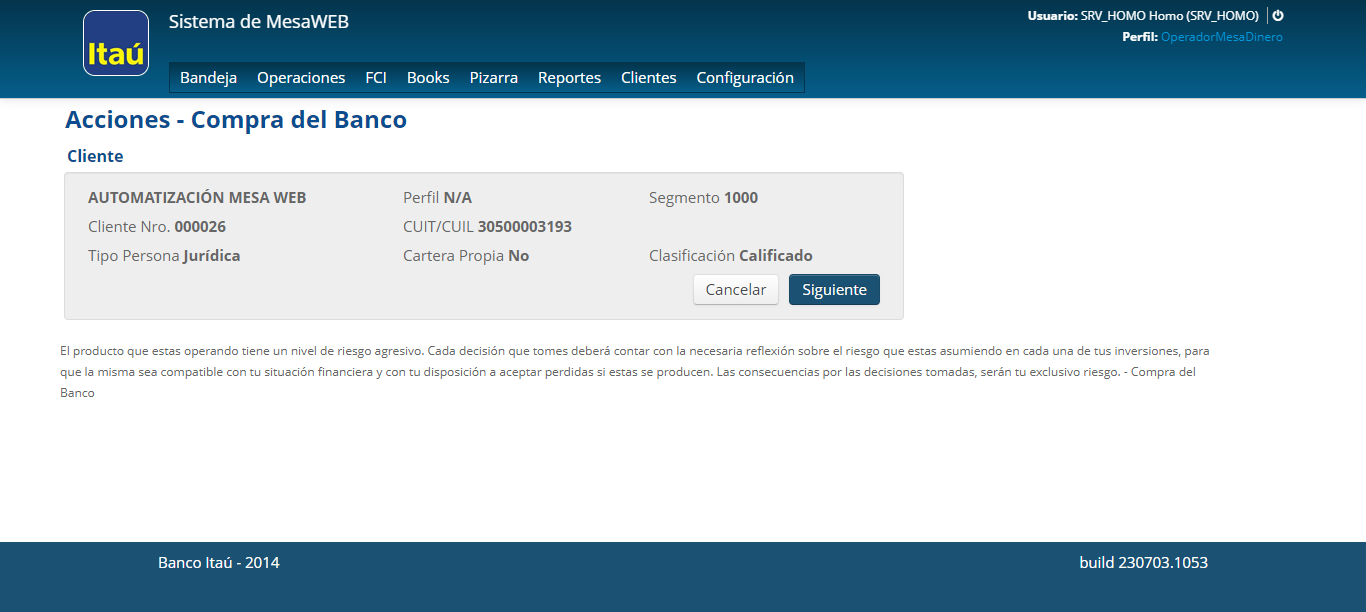 Itaú
Sistema de MesaWEB
Usuario: SRV_HOMO Homo (SRV_HOMO)
Perfil: OperadorMesaDinero
Bandeja Operaciones FCI Books Pizarra Reportes Clientes Configuración
Acciones - Compra del Banco
Cliente
AUTOMATIZACIÓN MESA WEB Perfil N/A Segmento 1000
Cliente Nro. 000026 CUIT/CUIL 30500003193
Tipo Persona Jurídica Cartera Propia No Clasificación Calificado
Cancelar Siguiente
El producto que estas operando tiene un nivel de riesgo agresivo. Cada decisión que tomes deberá contar con la necesaria reflexión sobre el riesgo que estas asumiendo en cada una de tus inversiones, para
que la misma sea compatible con tu situación financiera y con tu disposición a aceptar perdidas si estas se producen. Las consecuencias por las decisiones tomadas, serán tu exclusivo riesgo. - Compra del
Banco
Banco Itaú - 2014 build 230703.1053